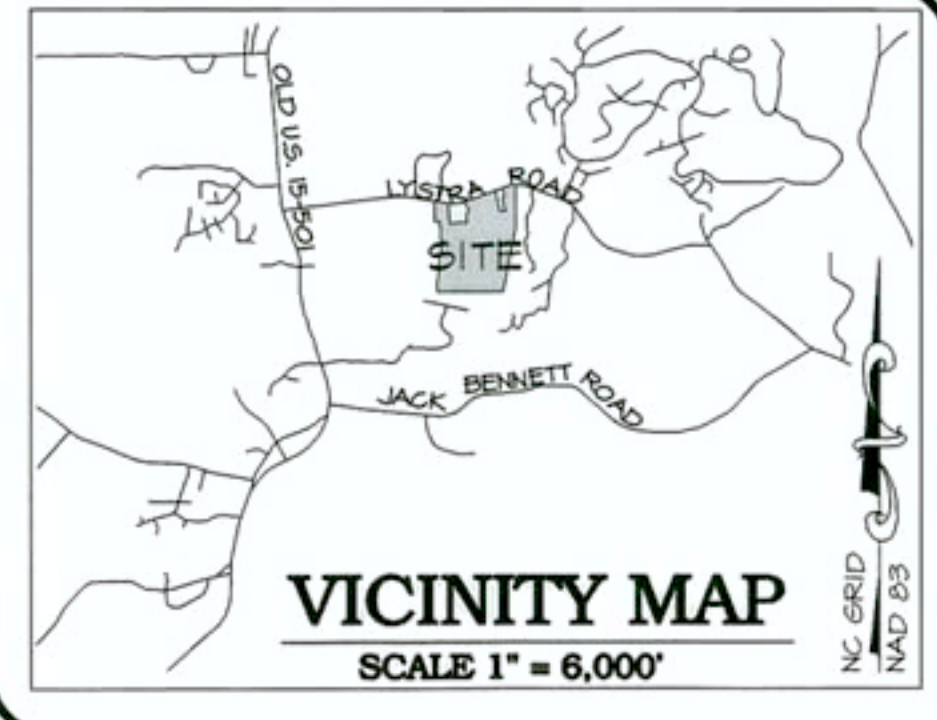 OLD U.S. 15-501
LYSTRA ROAD
SITE
JACK BENNETT ROAD
VICINITY MAP
SCALE 1" = 6,000'
NC GRID
NAD 83